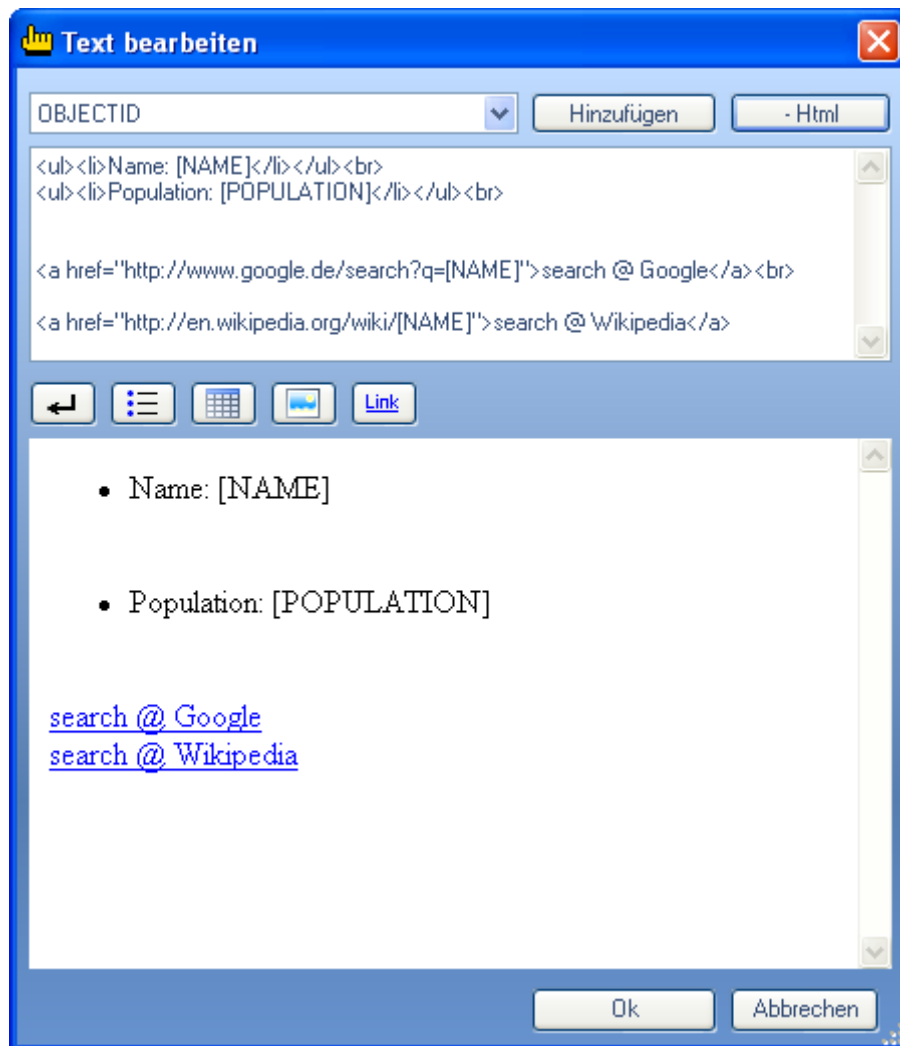 Text bearbeiten
OBJECTID
Hinzufügen
- Html
<ul><li>Name: [NAME]</li></ul><br>
<ul><li>Population: [POPULATION]</li></ul><br>
<a href="http://www.google.de/search?q=[NAME]">search @ Google</a><br>
<a href="http://en.wikipedia.org/wiki/[NAME]">search @ Wikipedia</a>
Link
• Name: [NAME]
• Population: [POPULATION]
search @ Google
search @ Wikipedia
Ok
Abbrechen